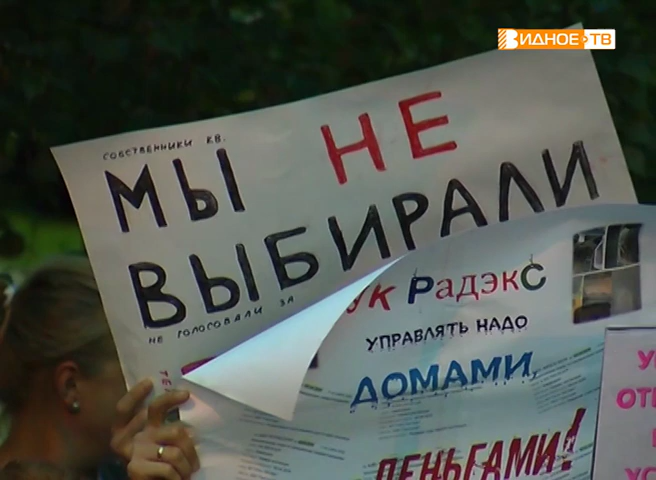 ВИДНОЕ ТВ
СОБСТВЕННИКИ КВ.
МЫ НЕ
ВЫБИРАЛИ
НЕ ГОЛОСОВАЛИ ЗА
УК РадэкС
УПРАВЛЯТЬ НАДО
ДОМАМИ,
ДЕНЬГАМИ!